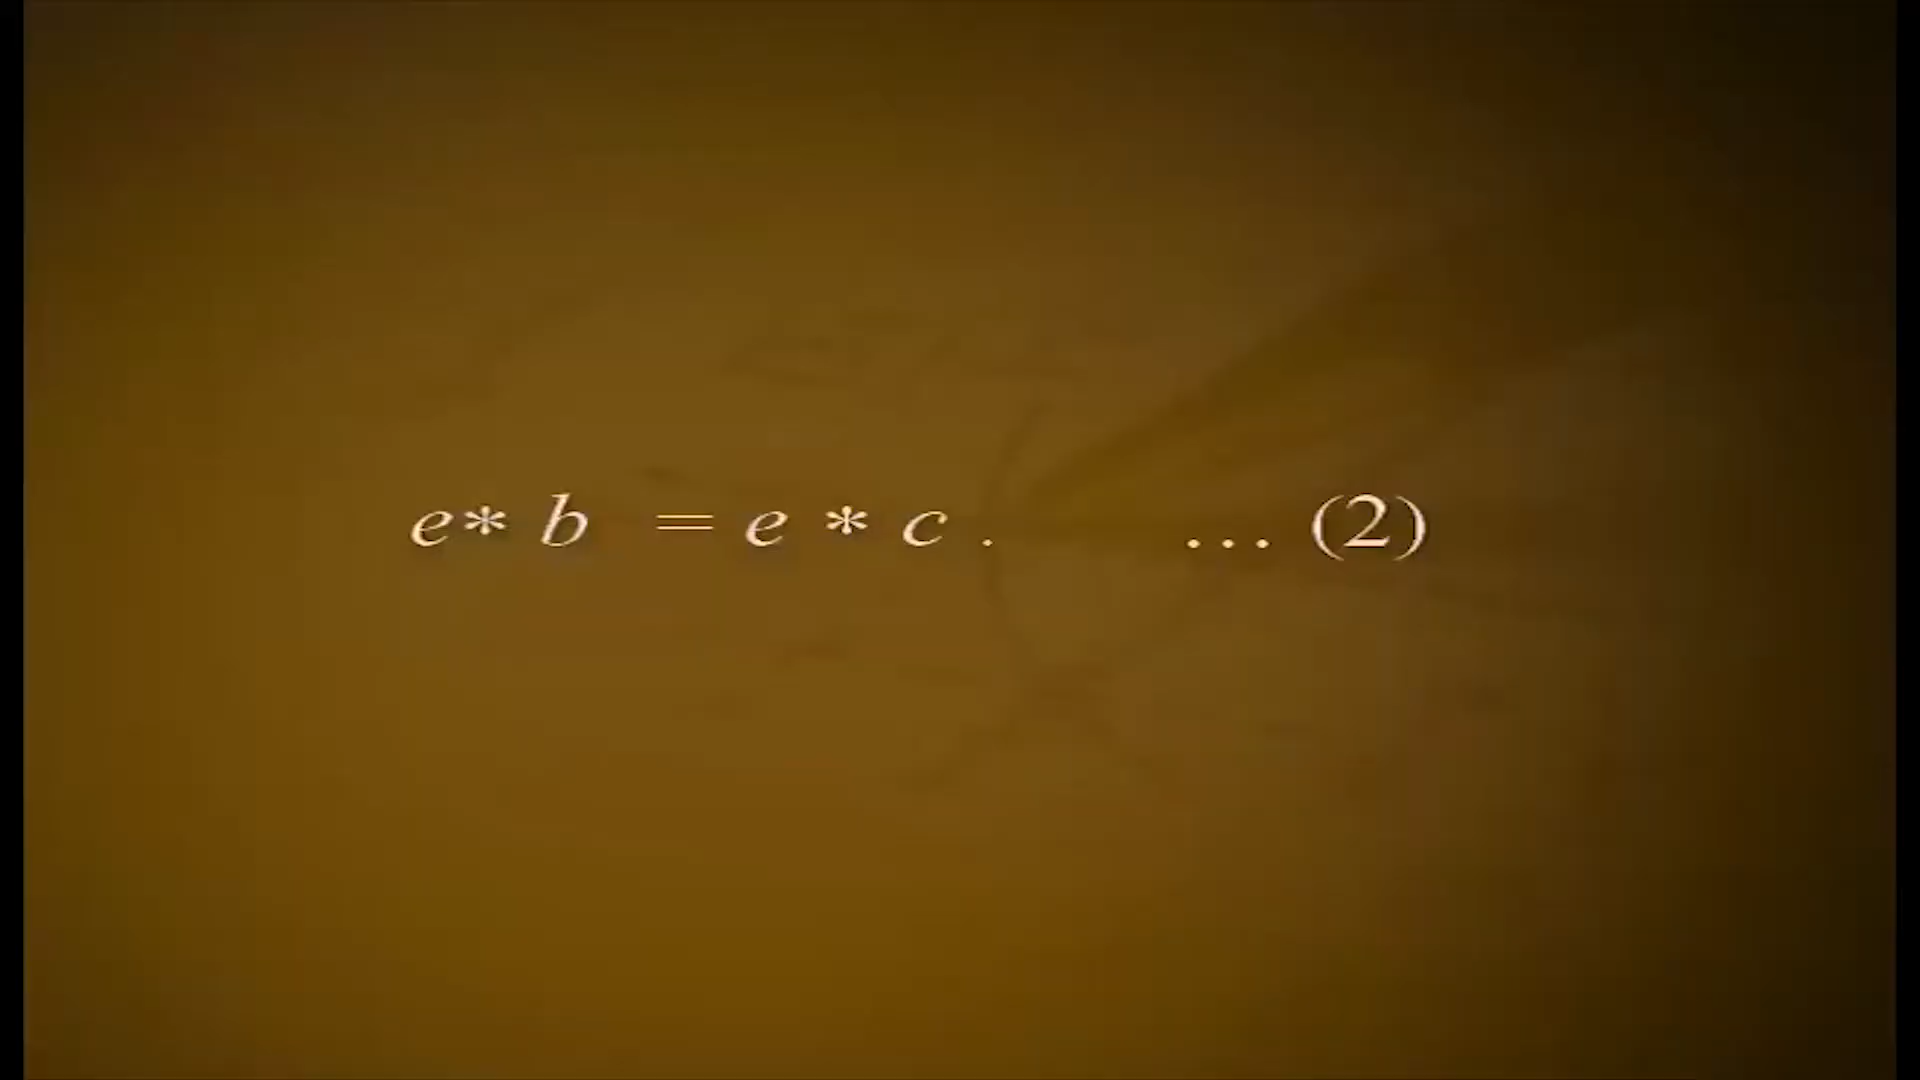 e* b = e * c . ... (2)